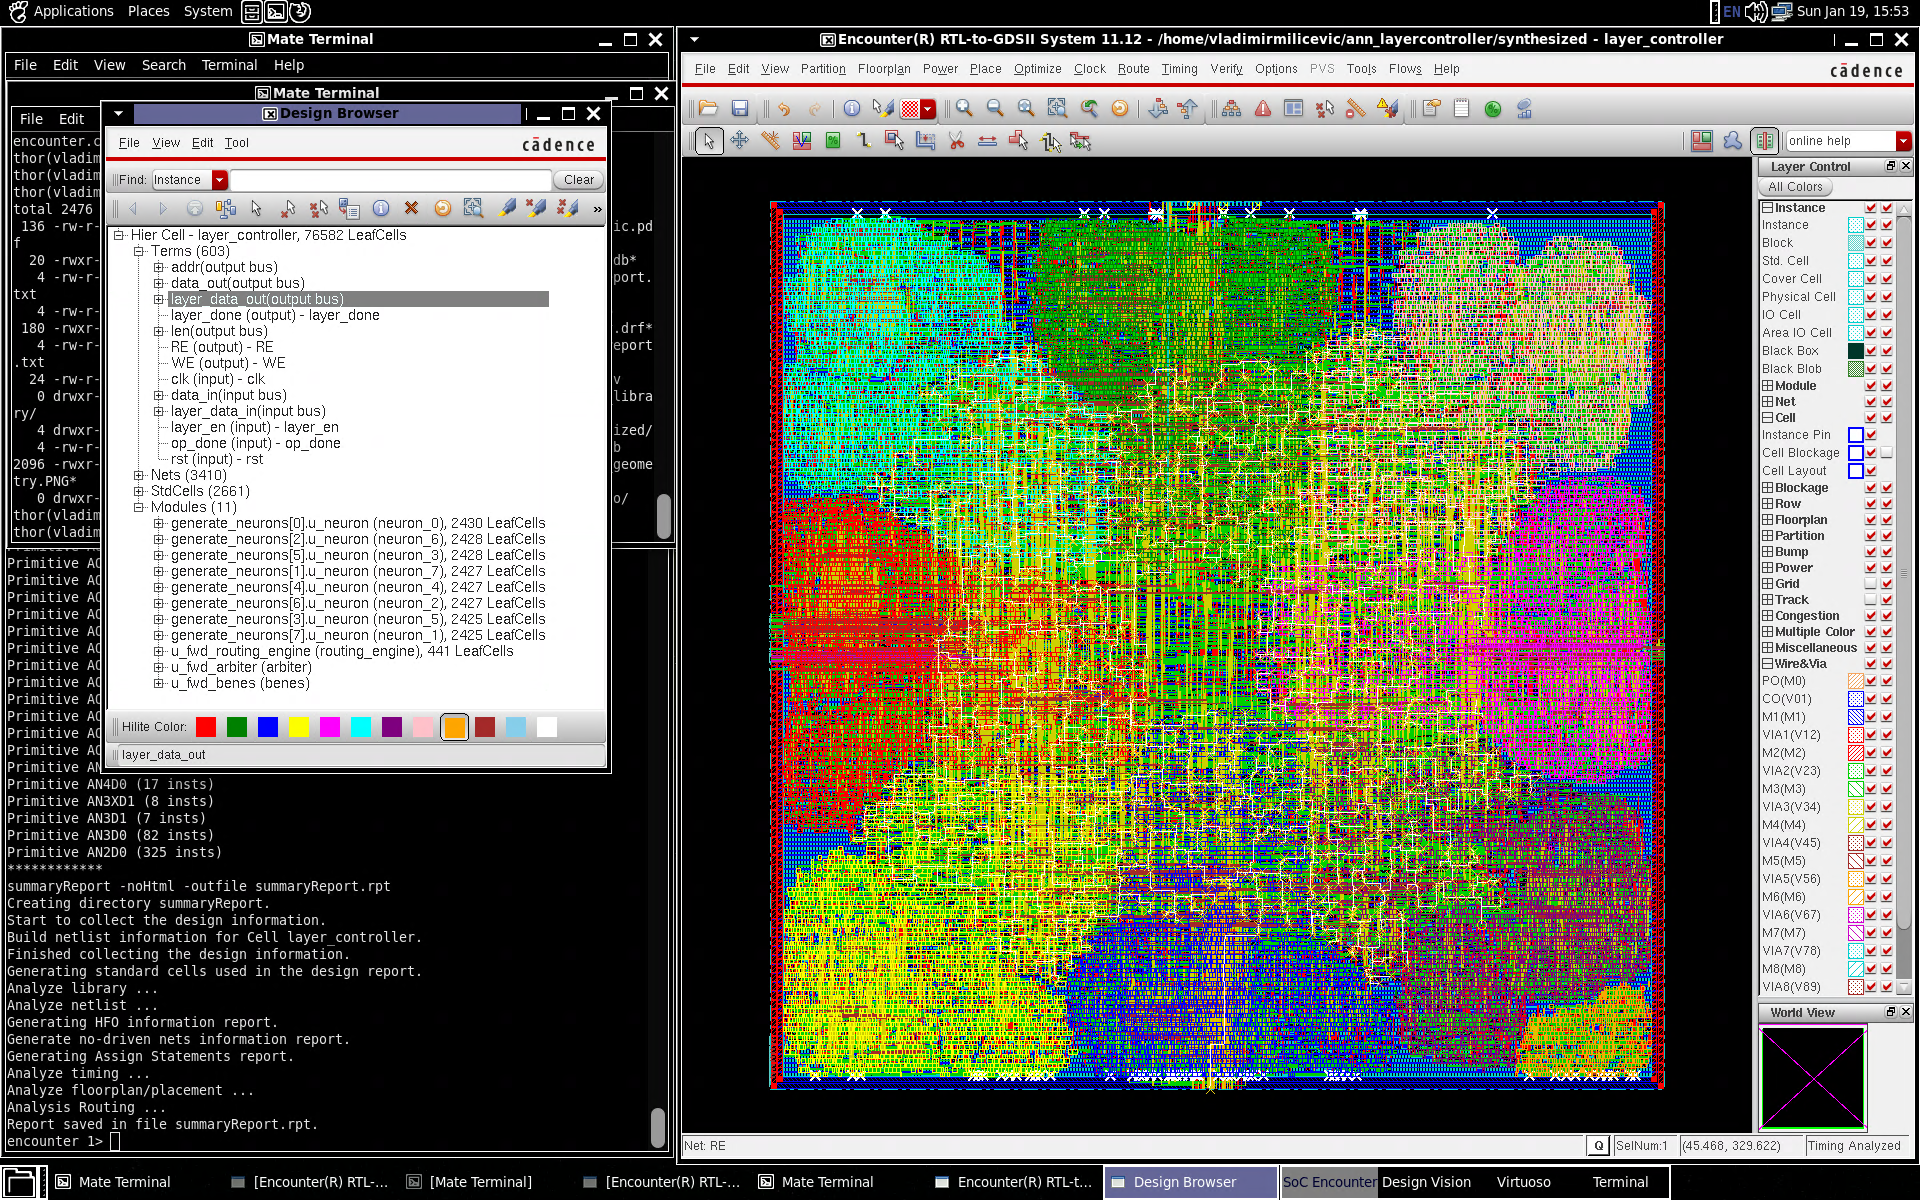 Applications Places System
EN Sun Jan 19, 15:53
Mate Terminal
File Edit View Search Terminal Help
Mate Terminal
File Edit
encounter.c
thor(vladim
thor(vladim
thor(vladim
total 2476
136 -rw-r-
ic.pd
f
20 -rwxr-
db*
4 -rw-r-
port.
txt
4 -rw-r-
180 -rwxr-
.drf*
4 -rw-r-
eport
.txt
24 -rw-r-
v
0 drwxr-
libra
ry/
4 drwxr-
ized/
4 -rw-r-
b
2096 -rwxr-
geome
try.PNG*
0 drwxr-
o/
thor(vladim
thor(vladim
Design Browser
File View Edit Tool
cādence
Find: Instance Clear
»
Hier Cell - layer_controller, 76582 LeafCells
Terms (603)
addr(output bus)
data_out(output bus)
layer_data_out(output bus)
layer_done (output) - layer_done
len(output bus)
RE (output) - RE
WE (output) - WE
clk (input) - clk
data_in(input bus)
layer_data_in(input bus)
layer_en (input) - layer_en
op_done (input) - op_done
rst (input) - rst
Nets (3410)
StdCells (2661)
Modules (11)
generate_neurons[0].u_neuron (neuron_0), 2430 LeafCells
generate_neurons[2].u_neuron (neuron_6), 2428 LeafCells
generate_neurons[5].u_neuron (neuron_3), 2428 LeafCells
generate_neurons[1].u_neuron (neuron_7), 2427 LeafCells
generate_neurons[4].u_neuron (neuron_4), 2427 LeafCells
generate_neurons[6].u_neuron (neuron_2), 2427 LeafCells
generate_neurons[3].u_neuron (neuron_5), 2425 LeafCells
generate_neurons[7].u_neuron (neuron_1), 2425 LeafCells
u_fwd_routing_engine (routing_engine), 441 LeafCells
u_fwd_arbiter (arbiter)
u_fwd_benes (benes)
Hilite Color:
layer_data_out
Primitive AO
Primitive AO
Primitive AO
Primitive AO
Primitive AO
Primitive AO
Primitive AO
Primitive AO
Primitive AO
Primitive AO
Primitive AO
Primitive AO
Primitive AN
Primitive AN4D0 (17 insts)
Primitive AN3XD1 (8 insts)
Primitive AN3D1 (7 insts)
Primitive AN3D0 (82 insts)
Primitive AN2D0 (325 insts)
************
summaryReport -noHtml -outfile summaryReport.rpt
Creating directory summaryReport.
Start to collect the design information.
Build netlist information for Cell layer_controller.
Finished collecting the design information.
Generating standard cells used in the design report.
Analyze library ...
Analyze netlist ...
Generating HFO information report.
Generate no-driven nets information report.
Generating Assign Statements report.
Analyze timing ...
Analyze floorplan/placement ...
Analysis Routing ...
Report saved in file summaryReport.rpt.
encounter 1>
Encounter(R) RTL-to-GDSII System 11.12 - /home/vladimirmilicevic/ann_layercontroller/synthesized - layer_controller
File Edit View Partition Floorplan Power Place Optimize Clock Route Timing Verify Options PVS Tools Flows Help
cādence
online help
Layer Control
All Colors
Instance
Instance
Block
Std. Cell
Cover Cell
Physical Cell
IO Cell
Area IO Cell
Black Box
Black Blob
Module
Net
Cell
Instance Pin
Cell Blockage
Cell Layout
Blockage
Row
Floorplan
Partition
Bump
Power
Grid
Track
Congestion
Multiple Color
Miscellaneous
Wire&Via
PO(M0)
CO(V01)
M1(M1)
VIA1(V12)
M2(M2)
VIA2(V23)
M3(M3)
VIA3(V34)
M4(M4)
VIA4(V45)
M5(M5)
VIA5(V56)
M6(M6)
VIA6(V67)
M7(M7)
VIA7(V78)
M8(M8)
VIA8(V89)
World View
Net: RE
Q SelNum:1 (45.468, 329.622) Timing Analyzed
Mate Terminal [Encounter(R) RTL-... [Mate Terminal] [Encounter(R) RTL-... Mate Terminal Encounter(R) RTL-t... Design Browser SoC Encounter Design Vision Virtuoso Terminal